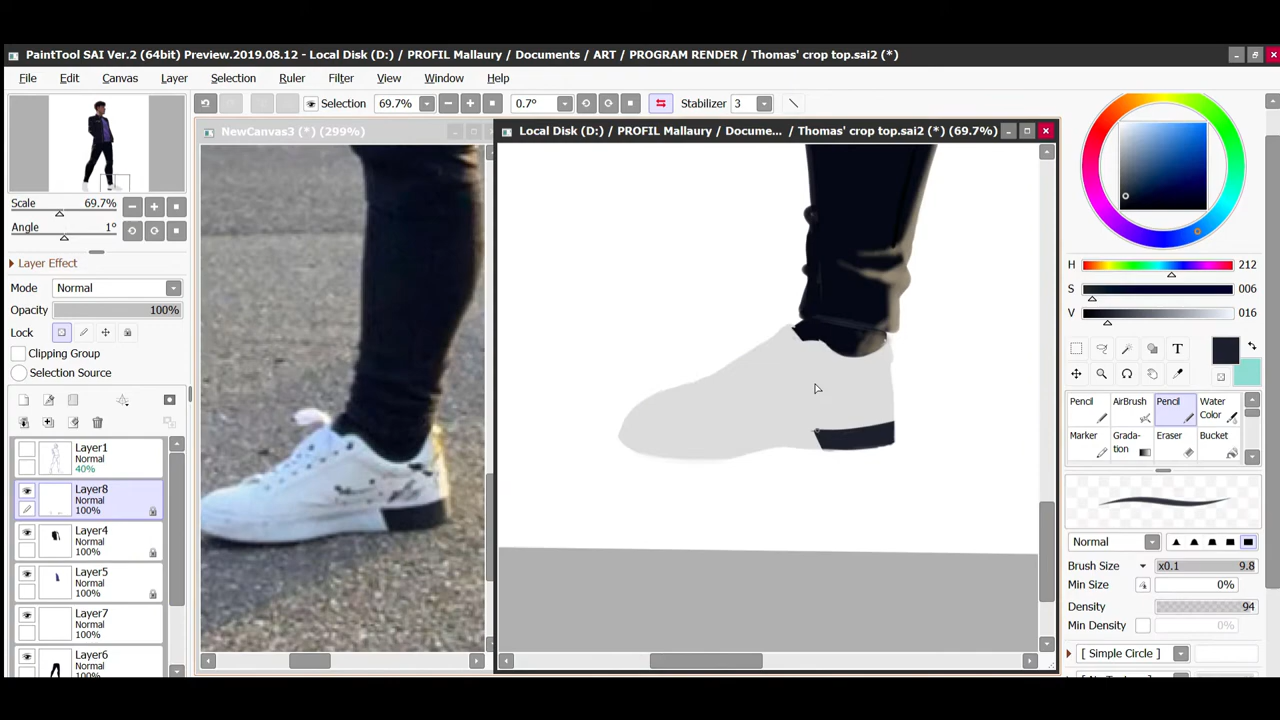 PaintTool SAI Ver.2 (64bit) Preview.2019.08.12 - Local Disk (D:) / PROFIL Mallaury / Documents / ART / PROGRAM RENDER / Thomas' crop top.sai2 (*)
File Edit Canvas Layer Selection Ruler Filter View Window Help
Selection 69.7% 0.7° Stabilizer 3
NewCanvas3 (*) (299%)
Local Disk (D:) / PROFIL Mallaury / Docume... / Thomas' crop top.sai2 (*) (69.7%)
Scale 69.7%
Angle 1°
Layer Effect
Mode Normal
Opacity 100%
Lock
Clipping Group
Selection Source
Layer1
Normal
40%
Layer8
Normal
100%
Layer4
Normal
100%
Layer5
Normal
100%
Layer7
Normal
100%
Layer6
Normal
100%
H 212
S 006
V 016
T
Pencil AirBrush Pencil Water Color
Marker Grada-tion Eraser Bucket
Normal
Brush Size x0.1 9.8
Min Size 0%
Density 94
Min Density 0%
[ Simple Circle ]